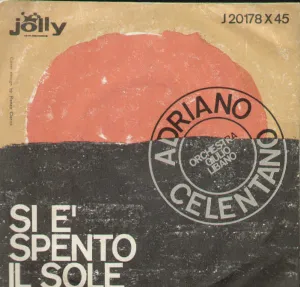 jolly
J 20178 X 45
ADRIANO
CELENTANO
ORCHESTRA
GIULIO
LIBANO
SI E'
SPENTO
IL SOLE